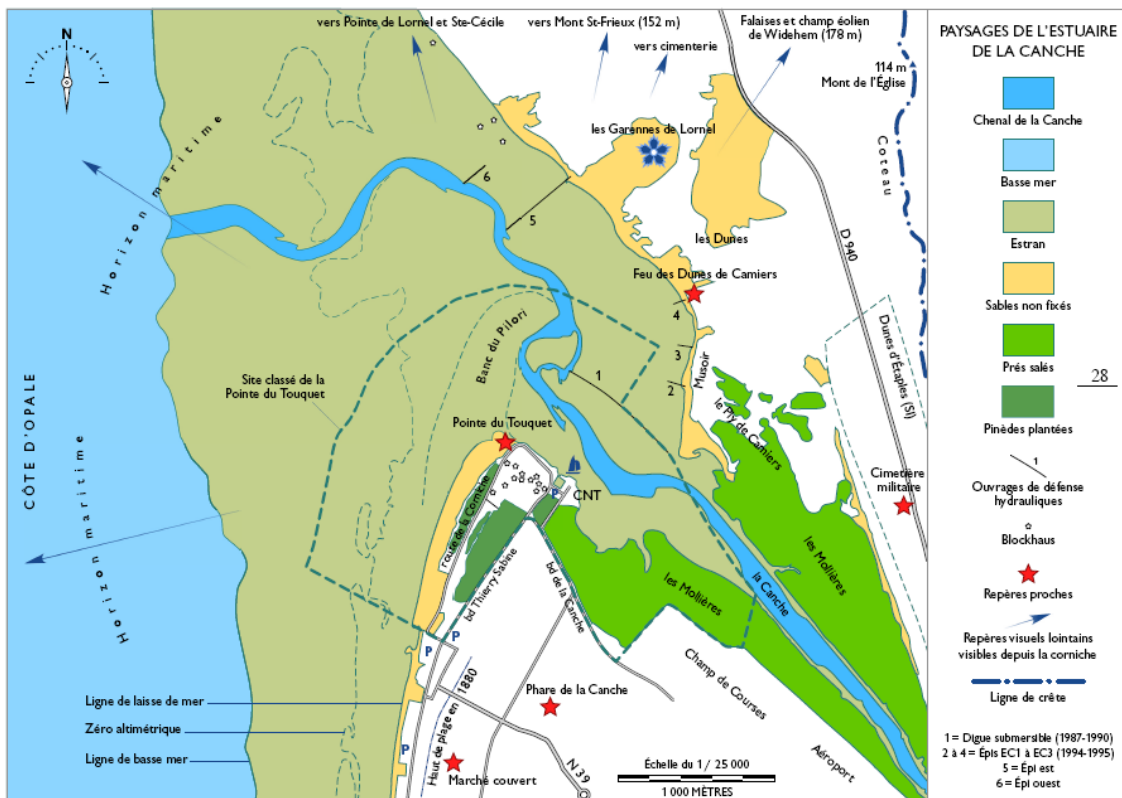 N
vers Pointe de Lornel et Ste-Cécile
vers Mont St-Frieux (152 m)
vers cimenterie
Falaises et champ éolien
de Widehem (178 m)
114 m
Mont de l'Église
Coteau
les Garennes de Lornel
Horizon maritime
6
5
les Dunes
D 940
Feu des Dunes de Camiers
4
3
2
1
Musoir
Banc du Pilori
Site classé de la
Pointe du Touquet
Dunes d'Étaples (SI)
le Ply de Camiers
Pointe du Touquet
CÔTE D'OPALE
Cimetière
militaire
P
CNT
route de la Corniche
Horizon maritime
les Mollières
la Canche
les Mollières
bd Thierry Sabine
bd de la Canche
P
P
Champ de Courses
Phare de la Canche
Haut de plage en 1880
Ligne de laisse de mer
Zéro altimétrique
Ligne de basse mer
P
Marché couvert
N 39
Aéroport
Échelle du 1 / 25 000
1 000 MÈTRES
PAYSAGES DE L'ESTUAIRE
DE LA CANCHE
Chenal de la Canche
Basse mer
Estran
Sables non fixés
Prés salés
28
Pinèdes plantées
1
Ouvrages de défense
hydrauliques
Blockhaus
Repères proches
Repères visuels lointains
visibles depuis la corniche
Ligne de crête
1 = Digue submersible (1987-1990)
2 à 4 = Épis EC1 à EC3 (1994-1995)
5 = Épi est
6 = Épi ouest